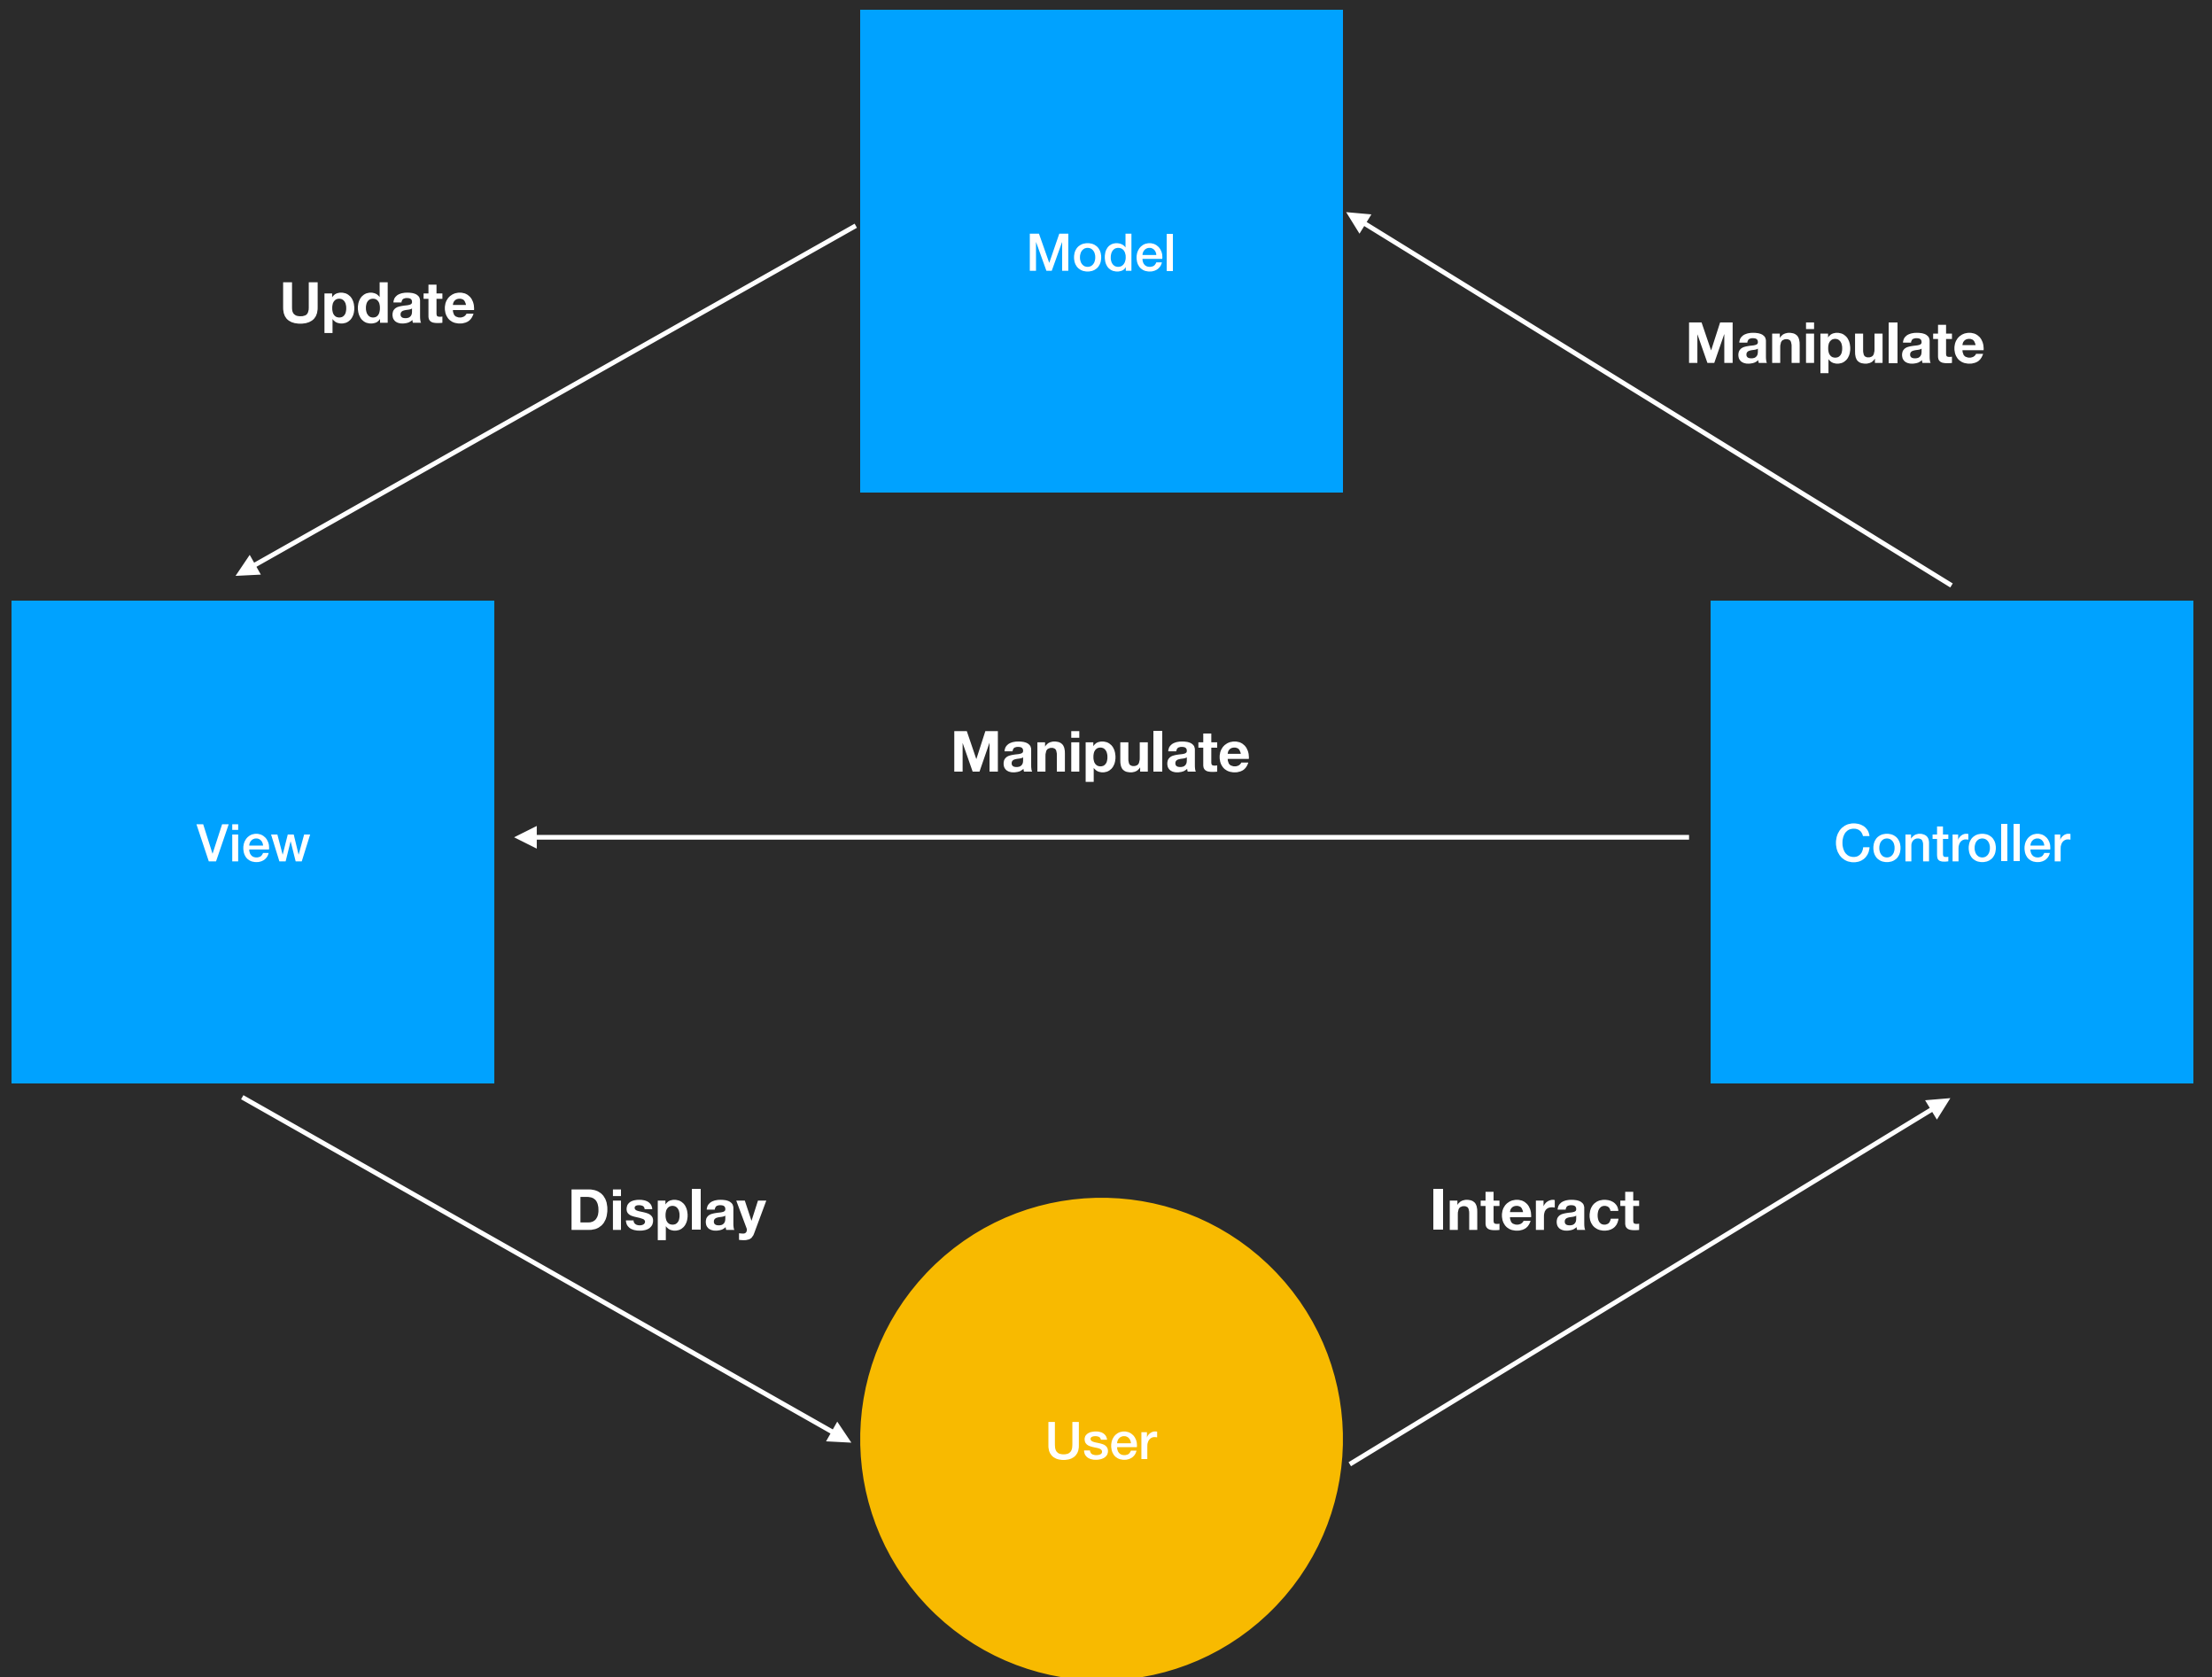 Model
Update
Manipulate
Manipulate
View
Controller
Display
Interact
User